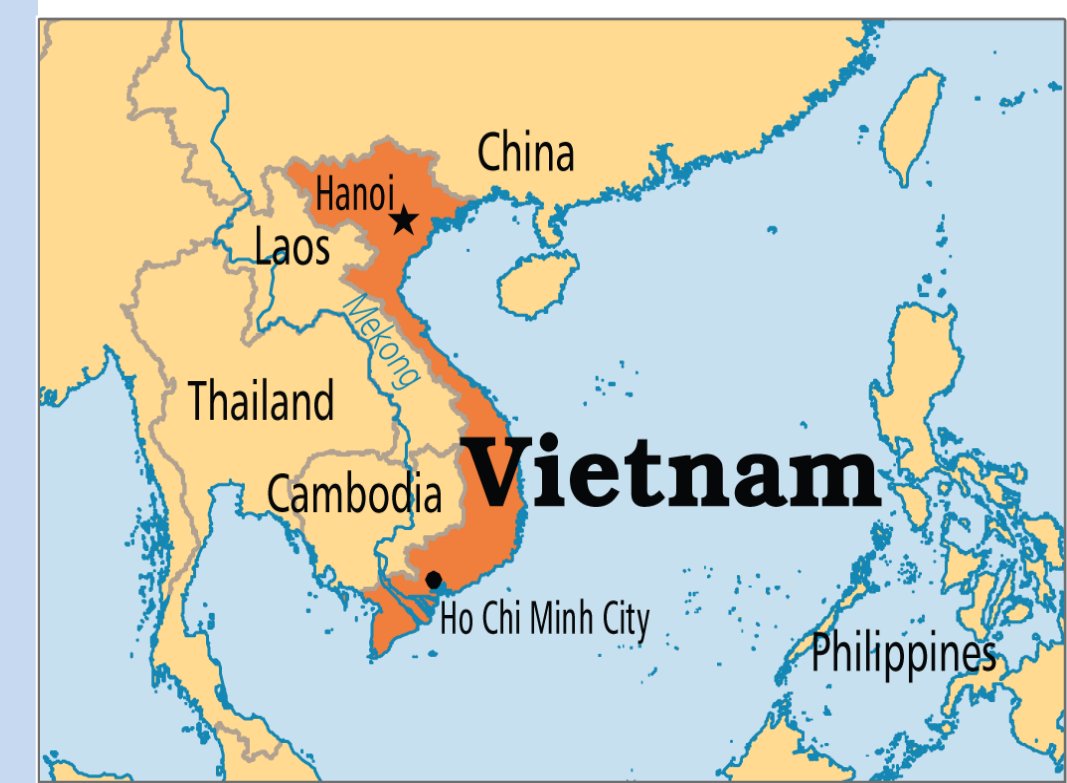 China
Hanoi
Laos
Mekong
Thailand
Vietnam
Cambodia
Ho Chi Minh City
Philippines